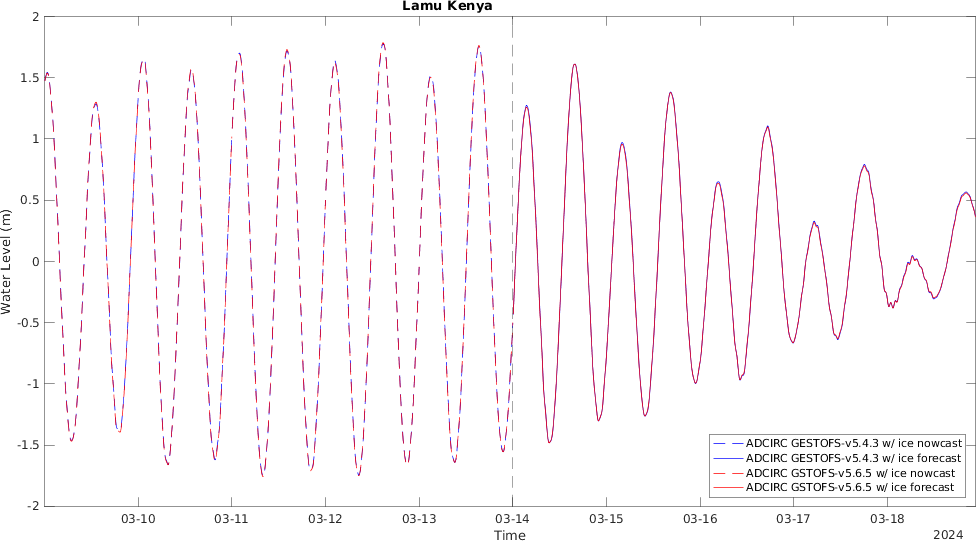 Lamu Kenya
2
1.5
1
0.5
0
-0.5
-1
-1.5
-2
Water Level (m)
ADCIRC GESTOFS-v5.4.3 w/ ice nowcast
ADCIRC GESTOFS-v5.4.3 w/ ice forecast
ADCIRC GSTOFS-v5.6.5 w/ ice nowcast
ADCIRC GSTOFS-v5.6.5 w/ ice forecast
03-10 03-11 03-12 03-13 03-14 03-15 03-16 03-17 03-18
Time
2024